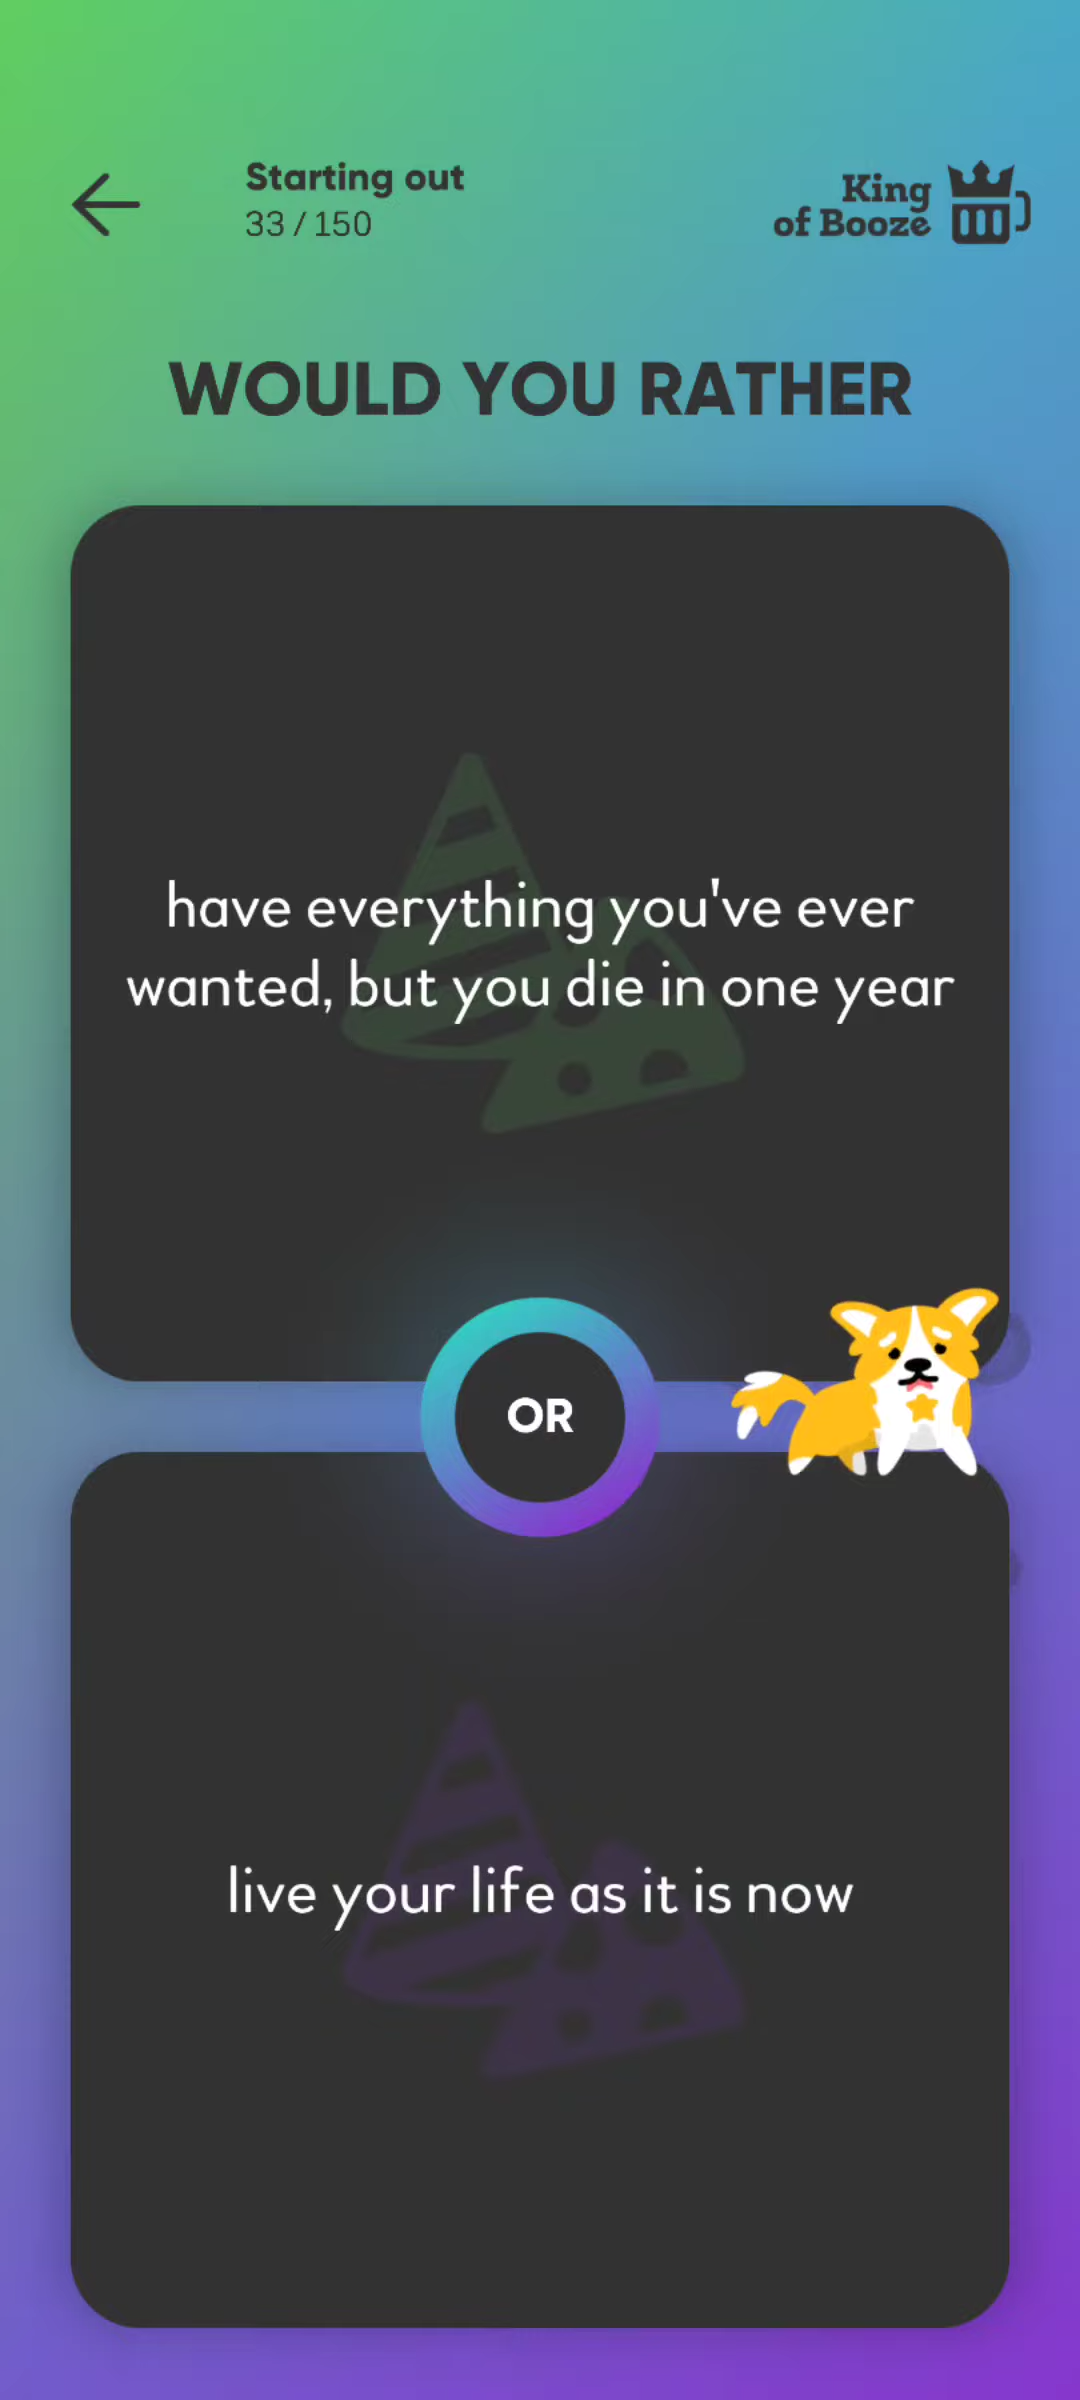 Starting out
33 / 150
King
of Booze
WOULD YOU RATHER
have everything you've ever
wanted, but you die in one year
OR
live your life as it is now